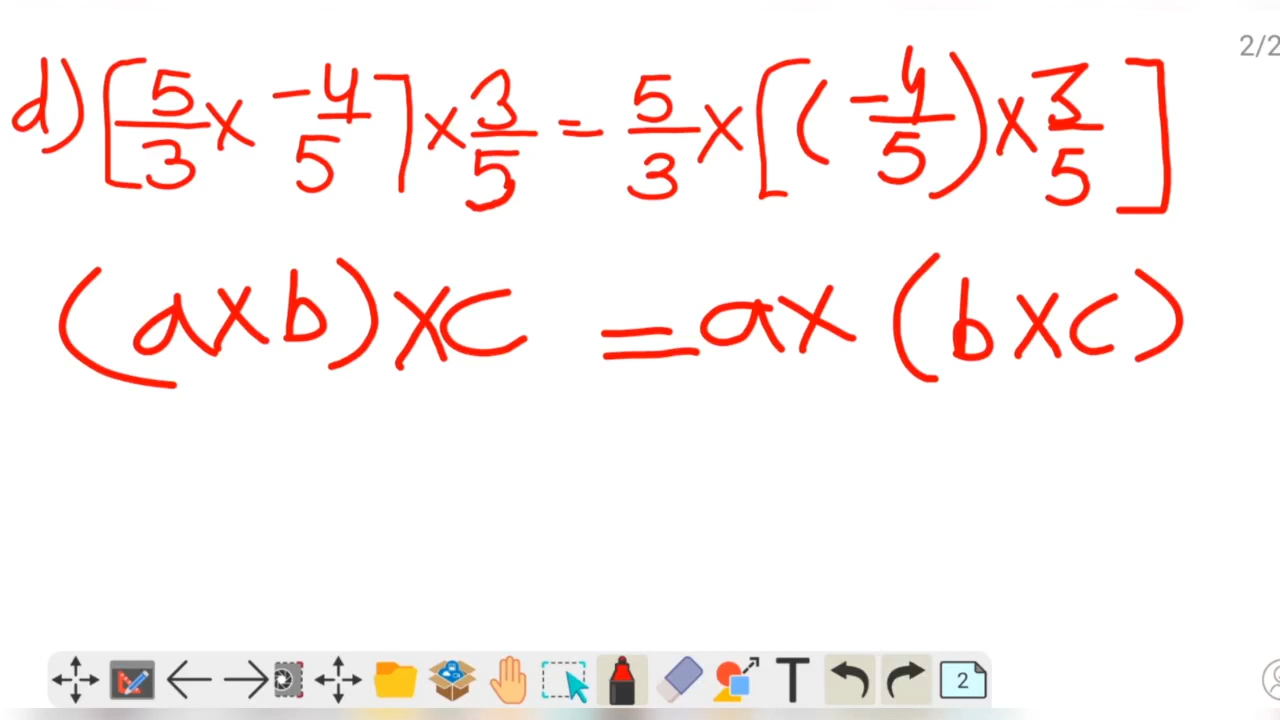 2/2
d) [5/3 × -4/5] × 3/5 = 5/3 × [(-4/5) × 3/5]
(a×b)×c = a×(b×c)
T 2